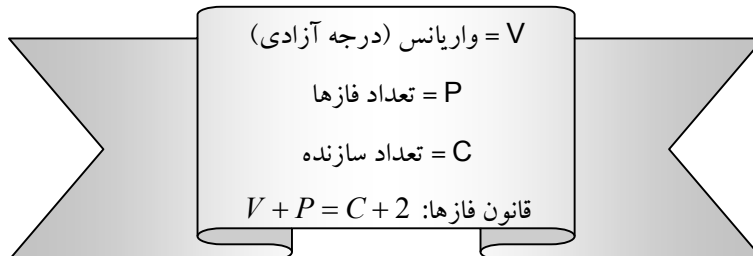 V = واریانس (درجه آزادی)
P = تعداد فازها
C = تعداد سازنده
قانون فازها: V + P = C + 2